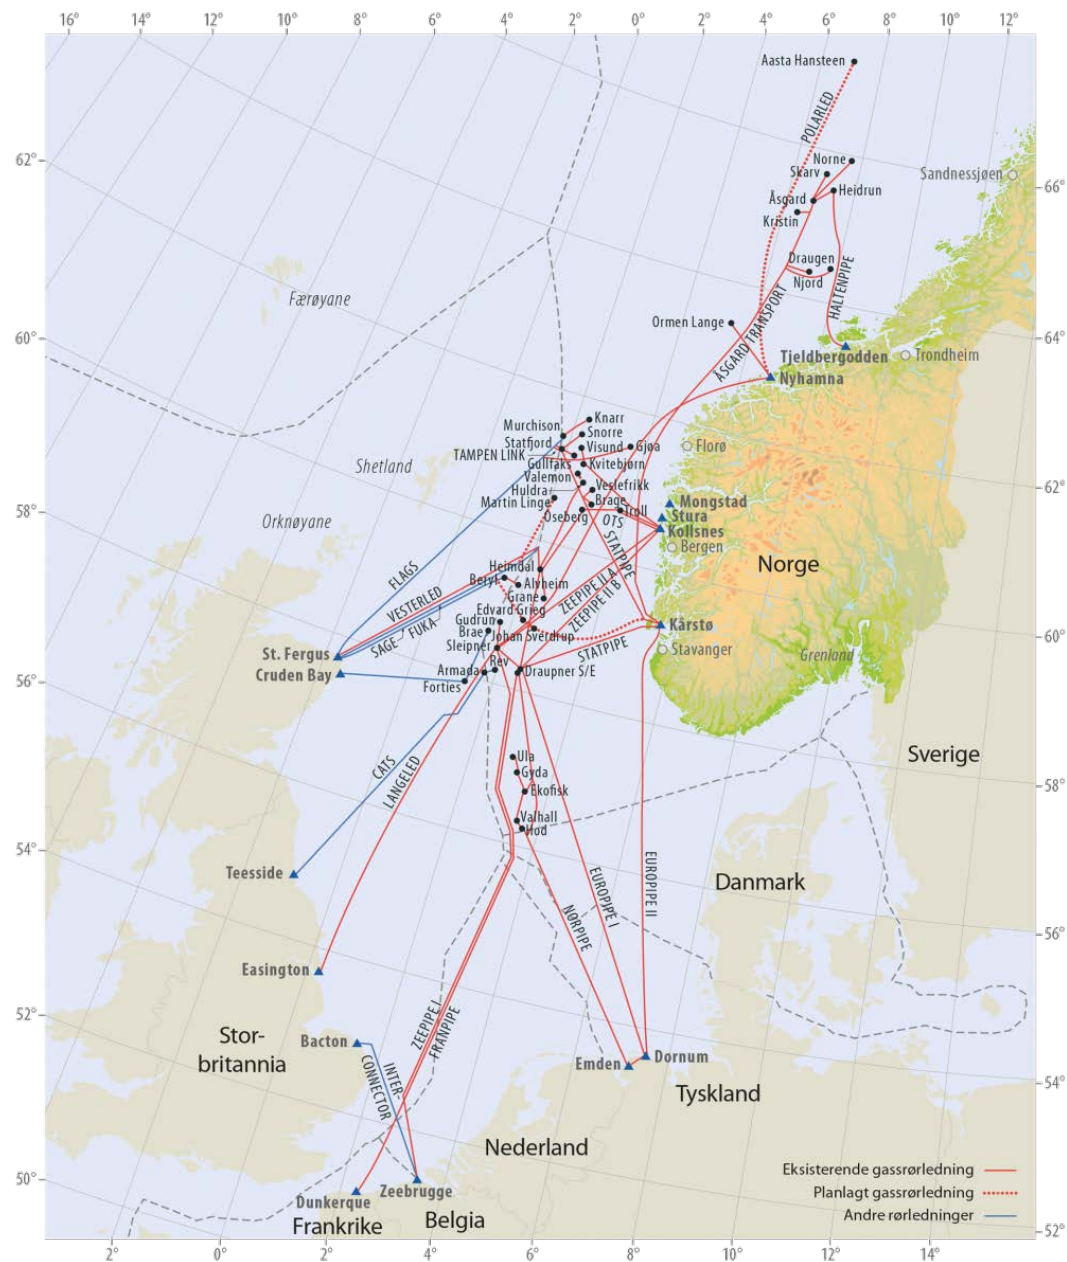 16° 14° 12° 10° 8° 6° 4° 2° 0° 2° 4° 6° 8° 10° 12°
Aasta Hansteen
POLARLED
62°
Norne
Skarv
Sandnessjøen
66°
Heidrun
Åsgard
Kristin
Draugen
Njord
HALTENPIPE
Færøyane
ÅSGARD TRANSPORT
Ormen Lange
60°
64°
Tjeldbergodden
Trondheim
Nyhamna
Knarr
Murchison
Snorre
Statfjord
Visund
Gjøa
Florø
TAMPEN LINK
Gullfaks
Kvitebjørn
Shetland
Valemon
Huldra
Veslefrikk
62°
Martin Linge
Brage
Mongstad
58°
Oseberg
Troll
Stura
Orknøyane
OTS
Kollsnes
Bergen
STATPIPE
FLAGS
Heimdal
Norge
Beryl
Alvheim
ZEEPIPE II A
VESTERLED
Grane
ZEEPIPE II B
Edvard Grieg
SAGE
FUKA
Gudrun
Kårstø
60°
Brae
Johan Sverdrup
Sleipner
STATPIPE
Stavanger
Grenland
St. Fergus
Rev
Cruden Bay
Armada
Draupner S/E
56°
Forties
Ula
Sverige
CATS
LANGELED
Gyda
58°
Ekofisk
Valhall
Hod
54°
Teesside
EUROPIPE I
EUROPIPE II
Danmark
NORPIPE
56°
Easington
52°
ZEEPIPE I
FRANPIPE
Stor-
britannia
Bacton
INTER-
CONNECTOR
Emden
Dornum
54°
Tyskland
Nederland
50°
Eksisterende gassrørledning
Planlagt gassrørledning
Andre rørledninger
Zeebrugge
Dunkerque
Belgia
Frankrike
52°
2° 0° 2° 4° 6° 8° 10° 12° 14°